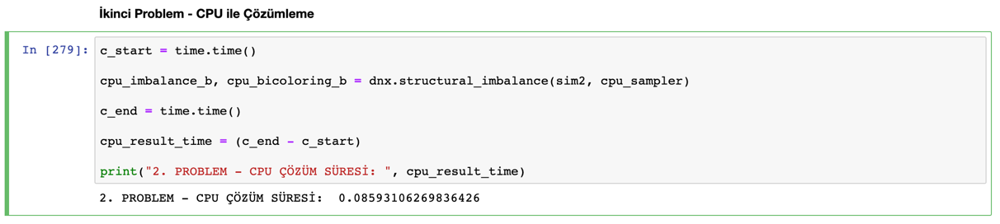 İkinci Problem - CPU ile Çözümleme
In [279]: c_start = time.time()
cpu_imbalance_b, cpu_bicoloring_b = dnx.structural_imbalance(sim2, cpu_sampler)
c_end = time.time()
cpu_result_time = (c_end - c_start)
print("2. PROBLEM - CPU ÇÖZÜM SÜRESİ: ", cpu_result_time)
2. PROBLEM - CPU ÇÖZÜM SÜRESİ:  0.08593106269836426